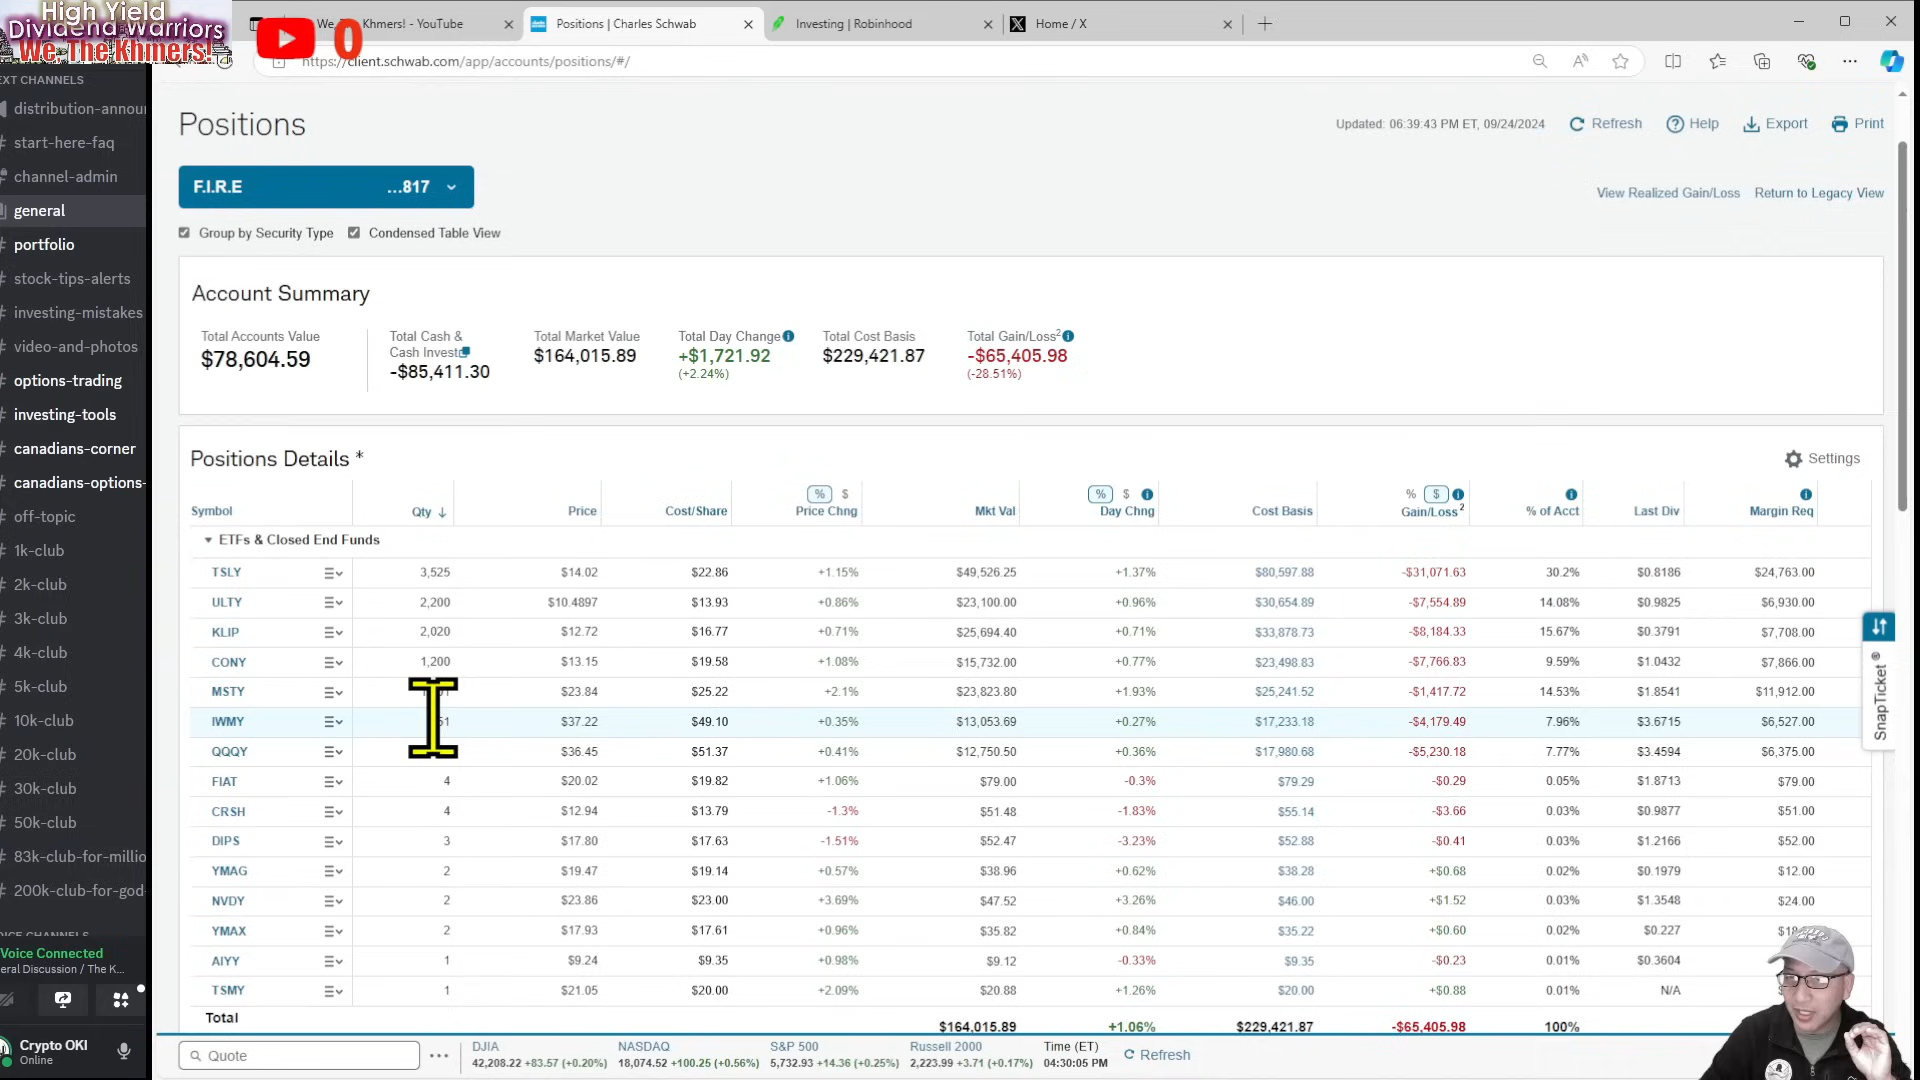 High Yield
Dividend Warriors
We The Khmers!
0
We, T Khmers! - YouTube
Positions | Charles Schwab
Investing | Robinhood
Home / X
https://client.schwab.com/app/accounts/positions/#/
EXT CHANNELS
distribution-annou
start-here-faq
channel-admin
general
portfolio
stock-tips-alerts
investing-mistakes
video-and-photos
options-trading
investing-tools
canadians-corner
canadians-options-
off-topic
1k-club
2k-club
3k-club
4k-club
5k-club
10k-club
20k-club
30k-club
50k-club
83k-club-for-millio
200k-club-for-god-
OICE CHANNELS
Voice Connected
eral Discussion / The K...
Crypto OKI
Online
Positions
Updated: 06:39:43 PM ET, 09/24/2024
Refresh
Help
Export
Print
F.I.R.E ...817
View Realized Gain/Loss
Return to Legacy View
Group by Security Type
Condensed Table View
Account Summary
Total Accounts Value
$78,604.59
Total Cash &
Cash Invest
-$85,411.30
Total Market Value
$164,015.89
Total Day Change
+$1,721.92
(+2.24%)
Total Cost Basis
$229,421.87
Total Gain/Loss2
-$65,405.98
(-28.51%)
Positions Details *
Settings
% $ % $ % $
Symbol Qty ↓ Price Cost/Share Price Chng Mkt Val Day Chng Cost Basis Gain/Loss2 % of Acct Last Div Margin Req
ETFs & Closed End Funds
TSLY 3,525 $14.02 $22.86 +1.15% $49,526.25 +1.37% $80,597.88 -$31,071.63 30.2% $0.8186 $24,763.00
ULTY 2,200 $10.4897 $13.93 +0.86% $23,100.00 +0.96% $30,654.89 -$7,554.89 14.08% $0.9825 $6,930.00
KLIP 2,020 $12.72 $16.77 +0.71% $25,694.40 +0.71% $33,878.73 -$8,184.33 15.67% $0.3791 $7,708.00
CONY 1,200 $13.15 $19.58 +1.08% $15,732.00 +0.77% $23,498.83 -$7,766.83 9.59% $1.0432 $7,866.00
MSTY $23.84 $25.22 +2.1% $23,823.80 +1.93% $25,241.52 -$1,417.72 14.53% $1.8541 $11,912.00
IWMY 51 $37.22 $49.10 +0.35% $13,053.69 +0.27% $17,233.18 -$4,179.49 7.96% $3.6715 $6,527.00
QQQY $36.45 $51.37 +0.41% $12,750.50 +0.36% $17,980.68 -$5,230.18 7.77% $3.4594 $6,375.00
FIAT 4 $20.02 $19.82 +1.06% $79.00 -0.3% $79.29 -$0.29 0.05% $1.8713 $79.00
CRSH 4 $12.94 $13.79 -1.3% $51.48 -1.83% $55.14 -$3.66 0.03% $0.9877 $51.00
DIPS 3 $17.80 $17.63 -1.51% $52.47 -3.23% $52.88 -$0.41 0.03% $1.2166 $52.00
YMAG 2 $19.47 $19.14 +0.57% $38.96 +0.62% $38.28 +$0.68 0.02% $0.1979 $12.00
NVDY 2 $23.86 $23.00 +3.69% $47.52 +3.26% $46.00 +$1.52 0.03% $1.3548 $24.00
YMAX 2 $17.93 $17.61 +0.96% $35.82 +0.84% $35.22 +$0.60 0.02% $0.227
AIYY 1 $9.24 $9.35 +0.98% $9.12 -0.33% $9.35 -$0.23 0.01% $0.3604
TSMY 1 $21.05 $20.00 +2.09% $20.88 +1.26% $20.00 +$0.88 0.01% N/A
Total $164,015.89 +1.06% $229,421.87 -$65,405.98 100%
SnapTicket ®
Quote
DJIA
42,208.22 +83.57 (+0.20%)
NASDAQ
18,074.52 +100.25 (+0.56%)
S&P 500
5,732.93 +14.36 (+0.25%)
Russell 2000
2,223.99 +3.71 (+0.17%)
Time (ET)
04:30:05 PM
Refresh